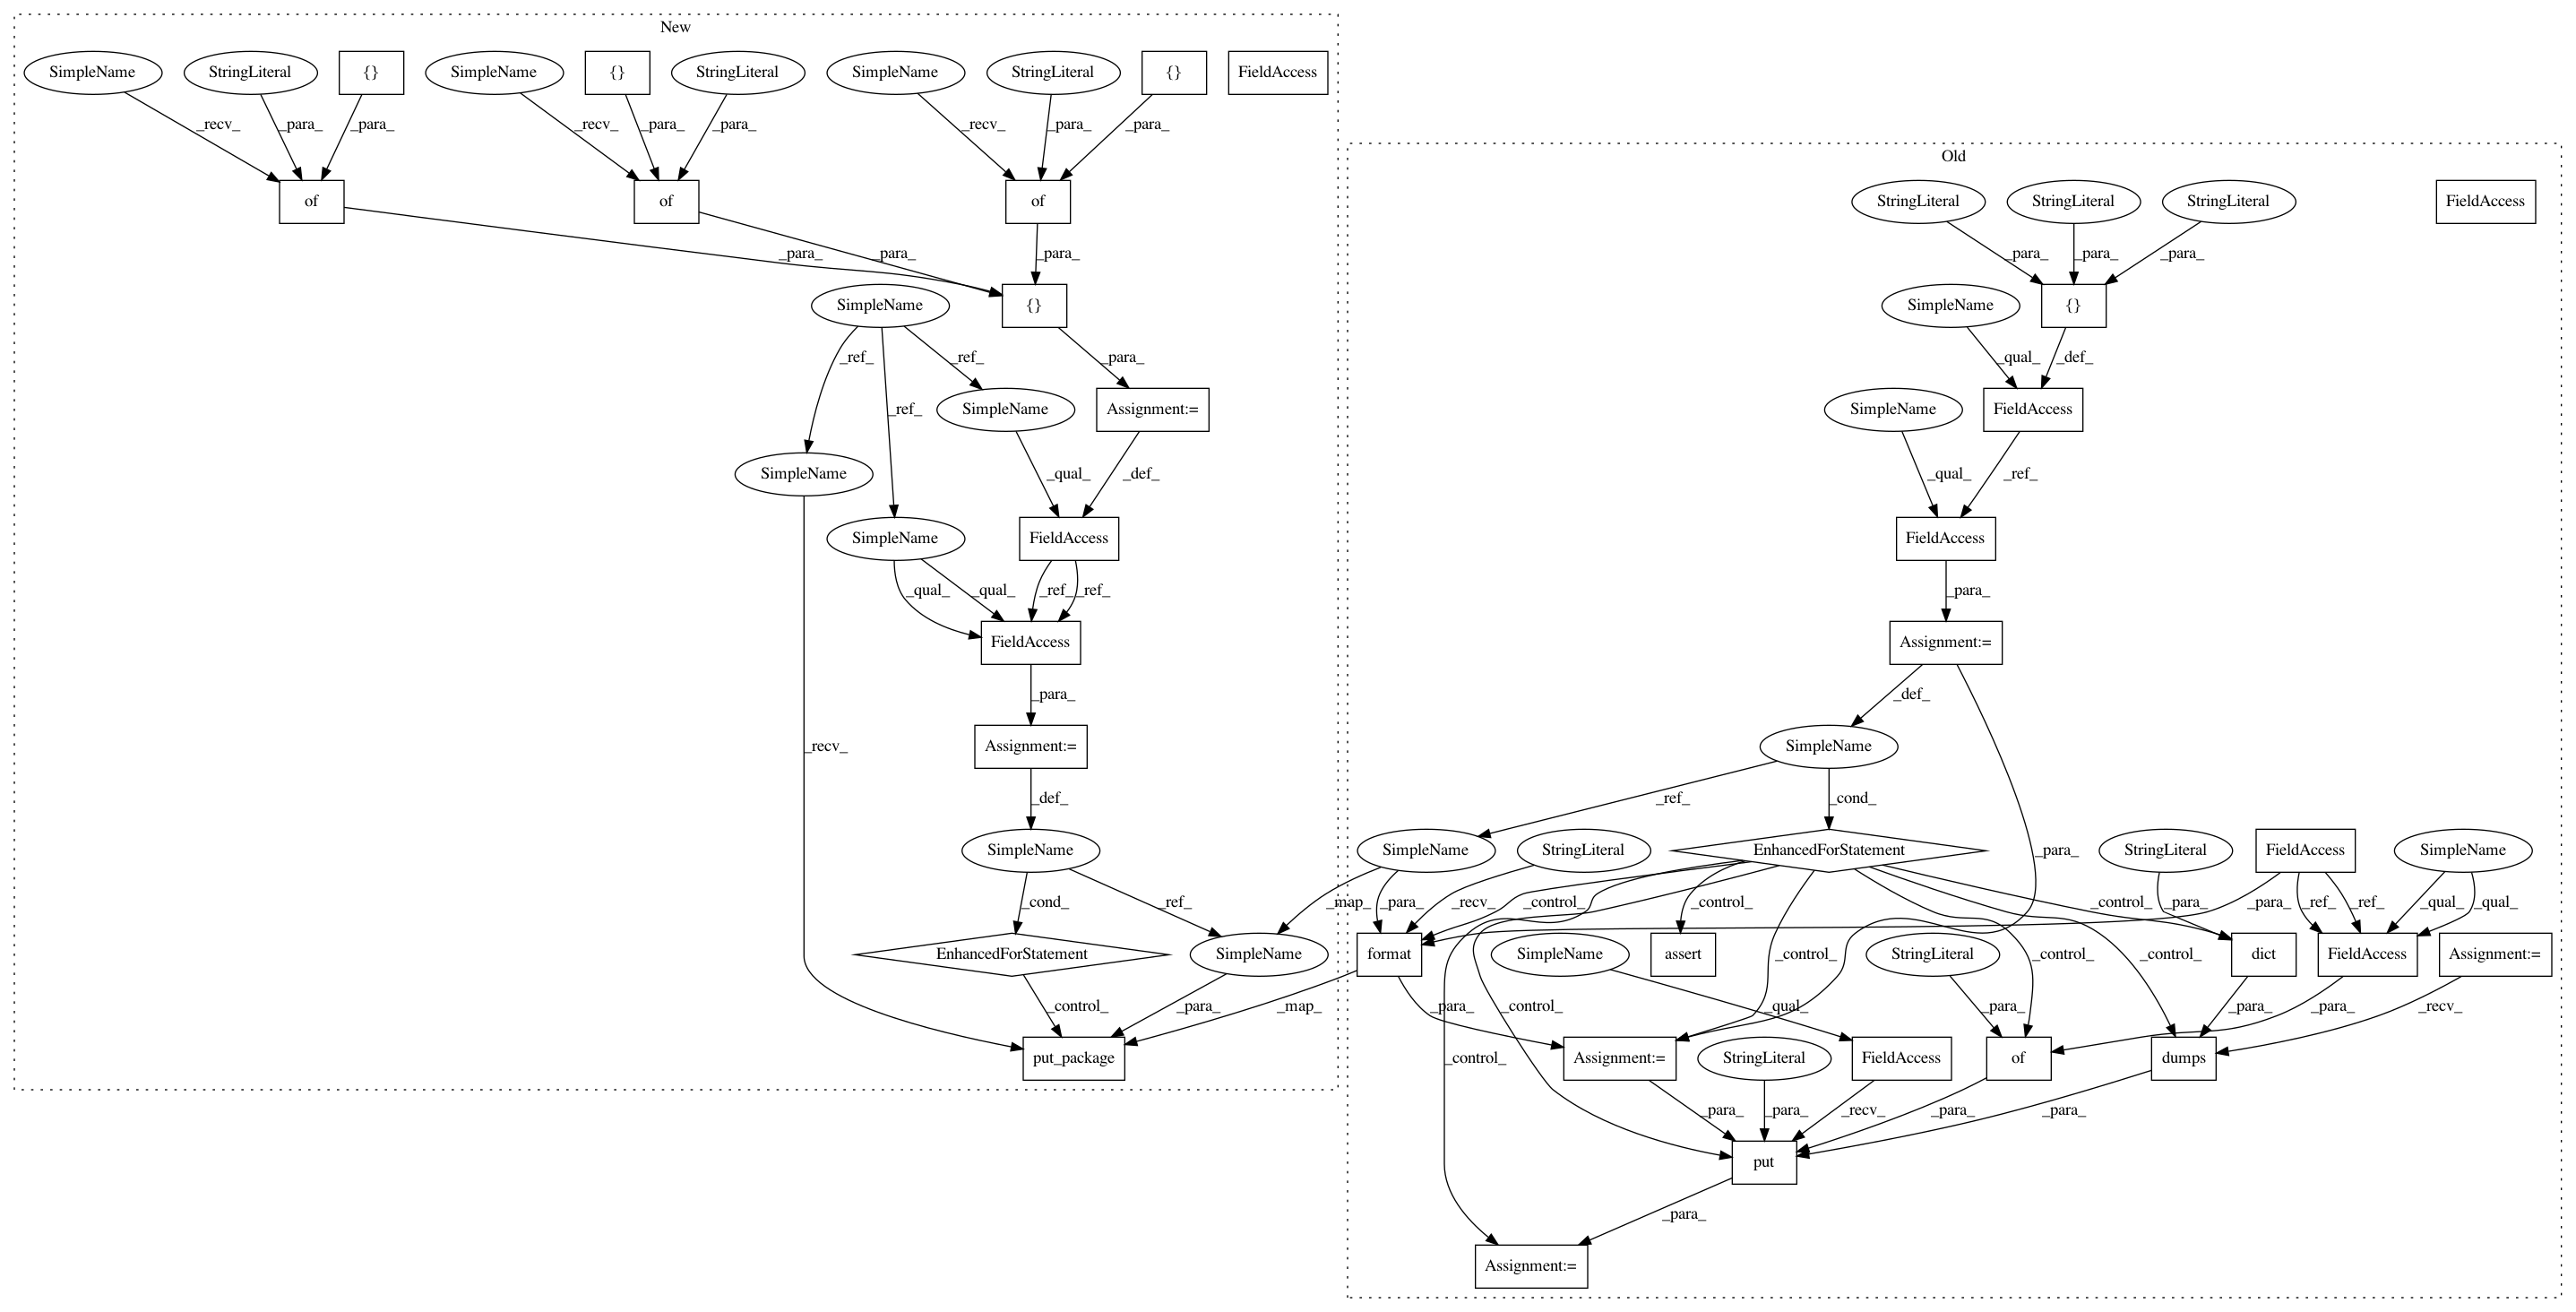 New
SimpleName
StringLiteral
{}
SimpleName
{}
StringLiteral
SimpleName
StringLiteral
{}
FieldAccess
_recv_
_para_
_para_
_recv_
_para_
_para_
_recv_
_para_
_para_
of
of
of
_para_
_para_
_para_
SimpleName
{}
_ref_
_ref_
_ref_
_para_
SimpleName
Assignment:=
SimpleName
_qual_
_def_
SimpleName
FieldAccess
_qual_
_qual_
_ref_
_ref_
FieldAccess
_para_
_recv_
Assignment:=
_def_
SimpleName
_cond_
_ref_
_map_
EnhancedForStatement
SimpleName
_control_
_para_
_map_
put_package
Old
StringLiteral
StringLiteral
StringLiteral
FieldAccess
_para_
_para_
_para_
SimpleName
{}
_qual_
_def_
SimpleName
FieldAccess
_qual_
_ref_
FieldAccess
_para_
Assignment:=
_def_
SimpleName
_ref_
_cond_
_para_
SimpleName
StringLiteral
EnhancedForStatement
StringLiteral
FieldAccess
SimpleName
_para_
_recv_
_control_
_control_
_control_
_para_
_para_
_ref_
_ref_
_qual_
_qual_
format
SimpleName
assert
_control_
StringLiteral
_control_
_control_
dict
FieldAccess
Assignment:=
_para_
_control_
_qual_
_para_
_para_
_para_
_recv_
_control_
Assignment:=
StringLiteral
FieldAccess
of
dumps
_para_
_para_
_recv_
_para_
_para_
put
_para_
Assignment:=